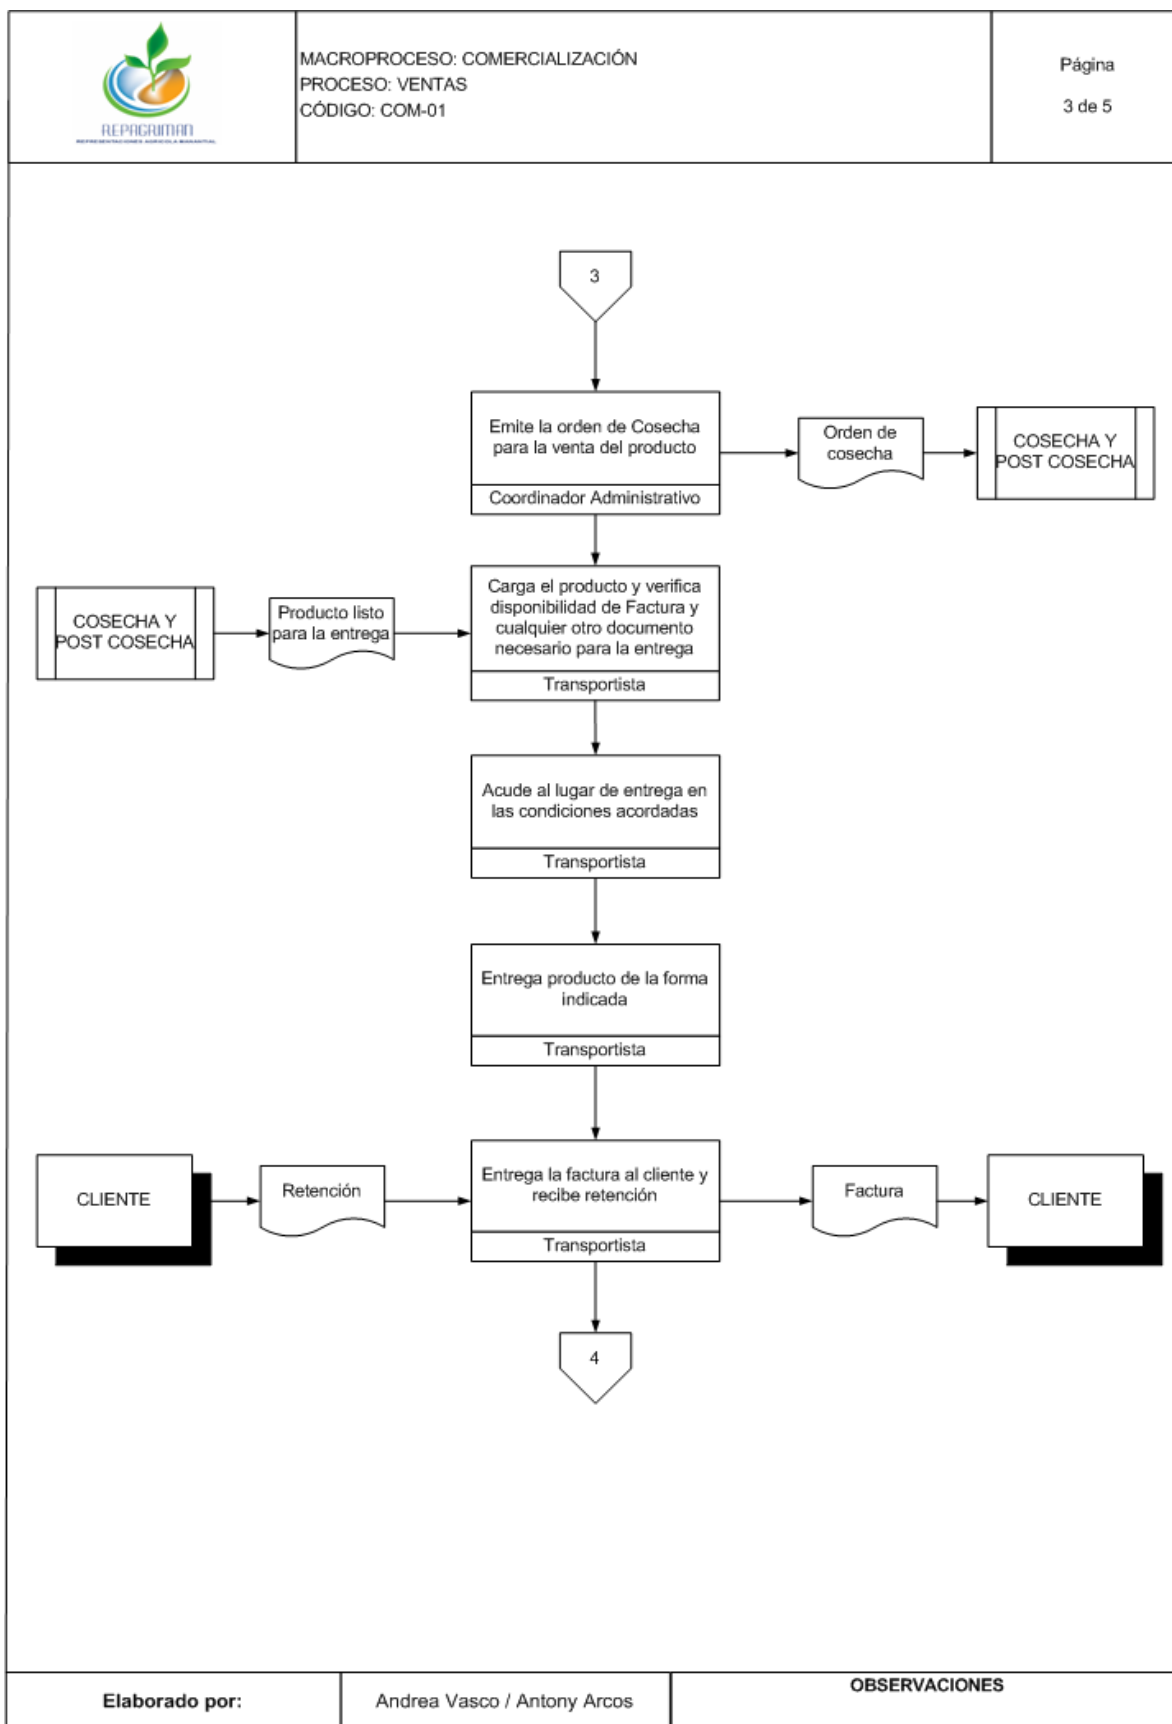 MACROPROCESO: COMERCIALIZACIÓN
PROCESO: VENTAS
CÓDIGO: COM-01
Página
3 de 5
REPAGRIMAN
REPRESENTACIONES AGRICOLA MANANTIAL
3
Emite la orden de Cosecha
para la venta del producto
Coordinador Administrativo
Orden de
cosecha
COSECHA Y
POST COSECHA
COSECHA Y
POST COSECHA
Producto listo
para la entrega
Carga el producto y verifica
disponibilidad de Factura y
cualquier otro documento
necesario para la entrega
Transportista
Acude al lugar de entrega en
las condiciones acordadas
Transportista
Entrega producto de la forma
indicada
Transportista
CLIENTE
Retención
Entrega la factura al cliente y
recibe retención
Transportista
Factura
CLIENTE
4
Elaborado por:
Andrea Vasco / Antony Arcos
OBSERVACIONES